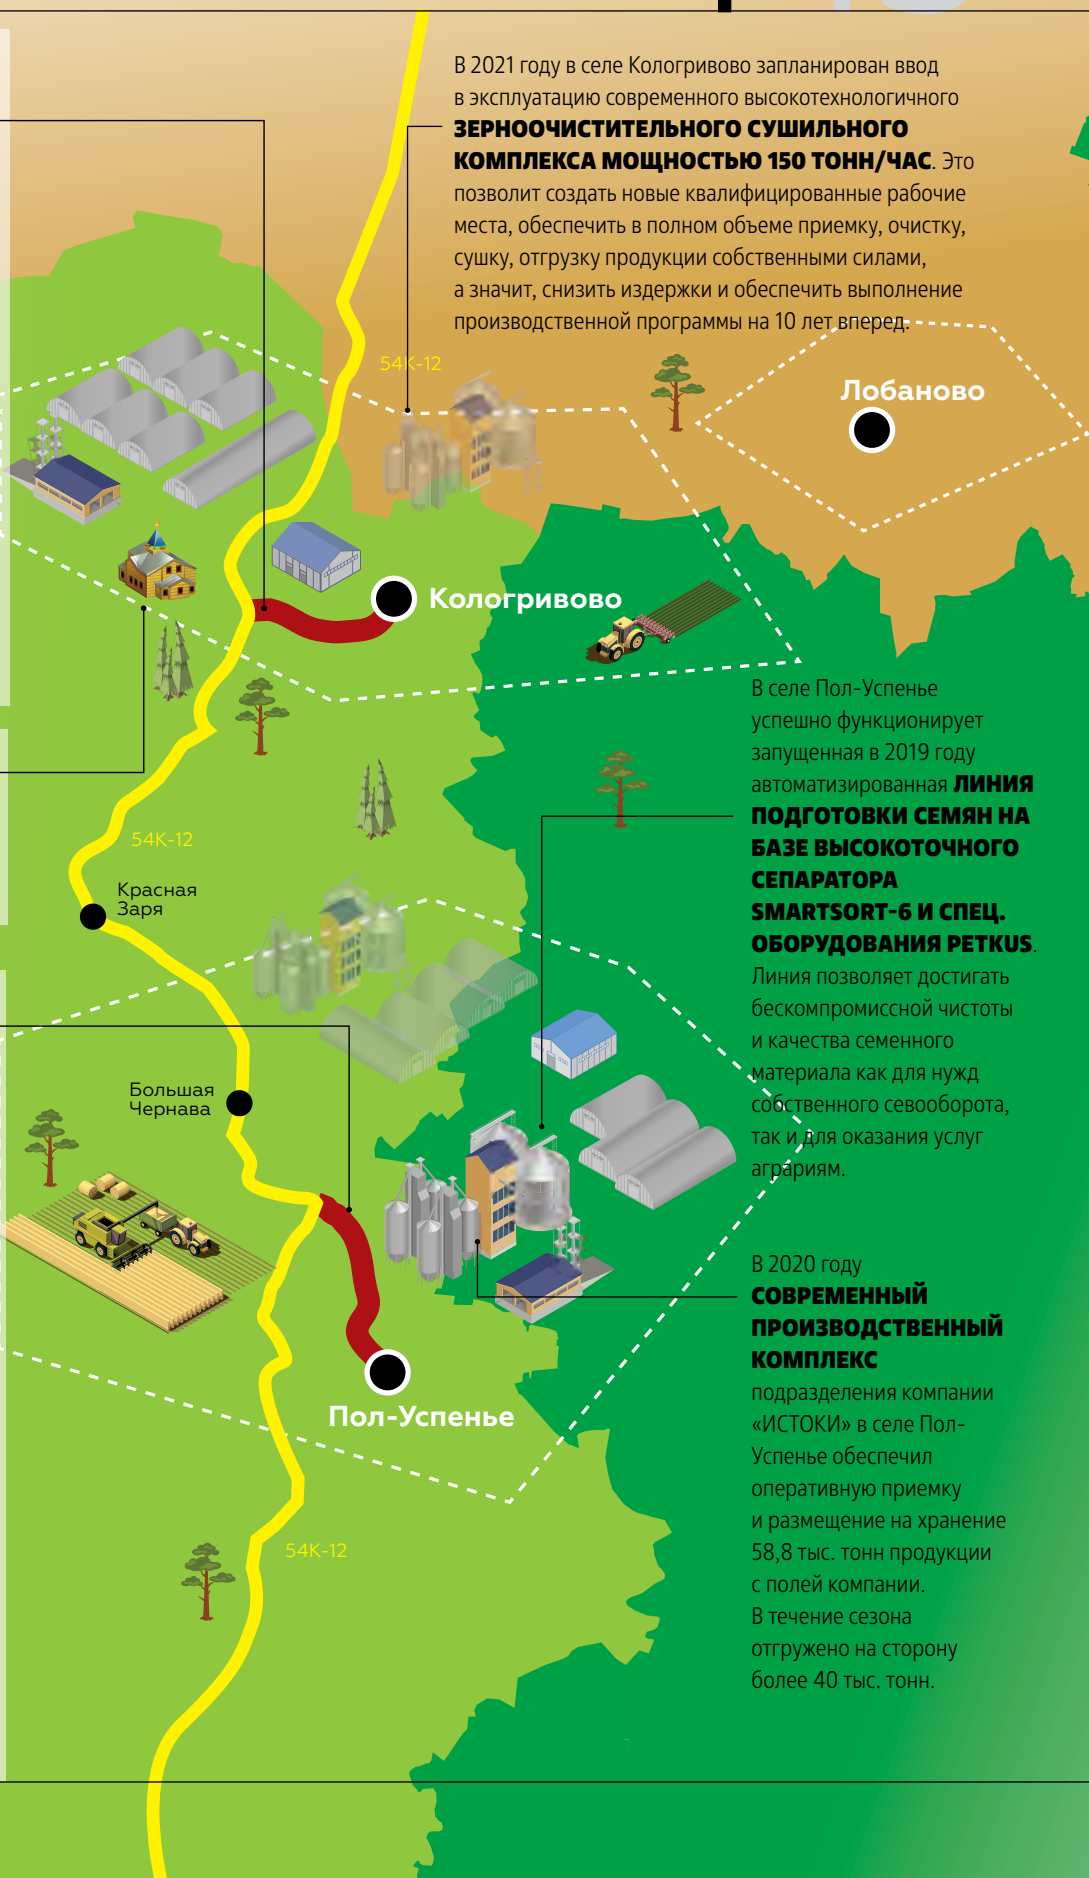 В 2021 году в селе Кологривово запланирован ввод
в эксплуатацию современного высокотехнологичного
ЗЕРНООЧИСТИТЕЛЬНОГО СУШИЛЬНОГО
КОМПЛЕКСА МОЩНОСТЬЮ 150 ТОНН/ЧАС. Это
позволит создать новые квалифицированные рабочие
места, обеспечить в полном объеме приемку, очистку,
сушку, отгрузку продукции собственными силами,
а значит, снизить издержки и обеспечить выполнение
производственной программы на 10 лет вперед.
54К-12
Лобаново
Кологривово
В селе Пол-Успенье
успешно функционирует
запущенная в 2019 году
автоматизированная ЛИНИЯ
ПОДГОТОВКИ СЕМЯН НА
БАЗЕ ВЫСОКОТОЧНОГО
СЕПАРАТОРА
SMARTSORT-6 И СПЕЦ.
ОБОРУДОВАНИЯ PETKUS.
Линия позволяет достигать
бескомпромиссной чистоты
и качества семенного
материала как для нужд
собственного севооборота,
так и для оказания услуг
аграриям.
54К-12
Красная
Заря
Большая
Чернава
В 2020 году
СОВРЕМЕННЫЙ
ПРОИЗВОДСТВЕННЫЙ
КОМПЛЕКС
подразделения компании
«ИСТОКИ» в селе Пол-
Успенье обеспечил
оперативную приемку
и размещение на хранение
58,8 тыс. тонн продукции
с полей компании.
В течение сезона
отгружено на сторону
более 40 тыс. тонн.
Пол-Успенье
54К-12